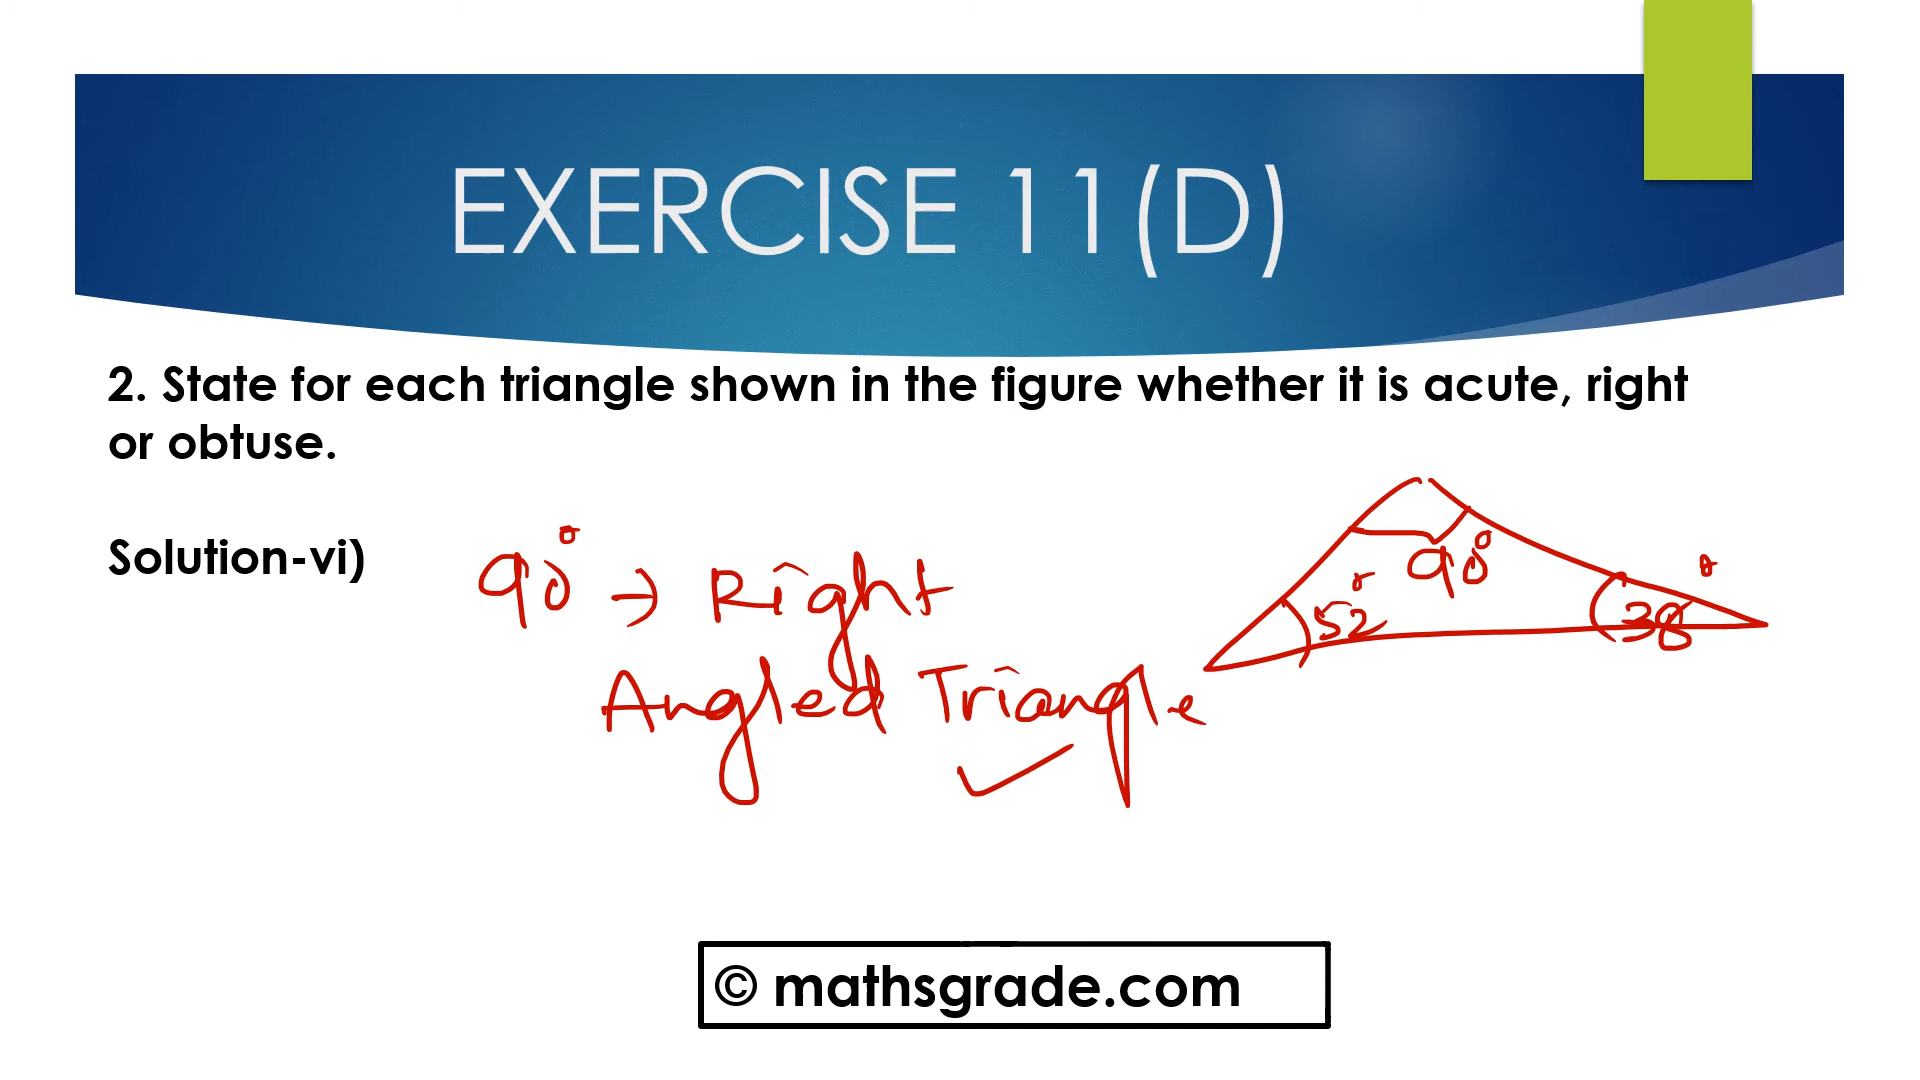 EXERCISE 11(D)
2. State for each triangle shown in the figure whether it is acute, right
or obtuse.
Solution-vi)
90° → Right
Angled Triangle
90°
52°
38°
© mathsgrade.com